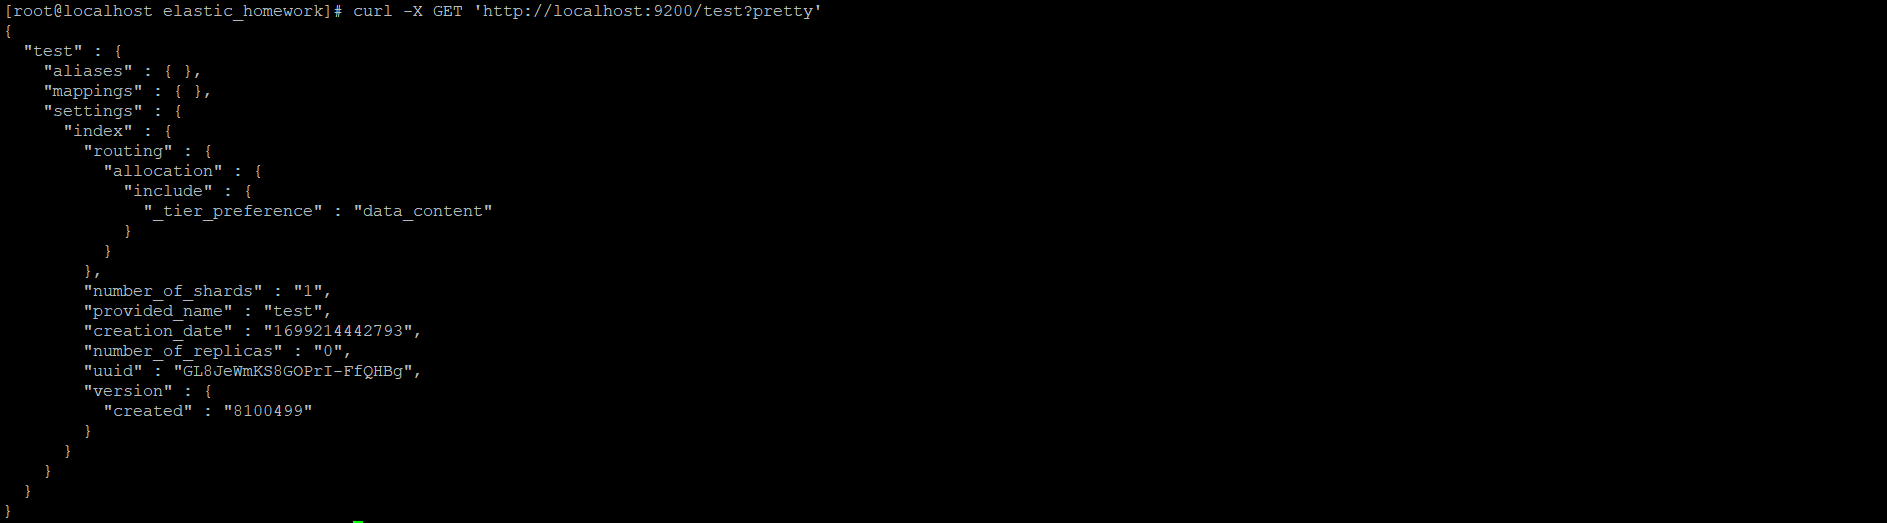 [root@localhost elastic_homework]# curl -X GET 'http://localhost:9200/test?pretty'
{
  "test" : {
    "aliases" : { },
    "mappings" : { },
    "settings" : {
      "index" : {
        "routing" : {
          "allocation" : {
            "include" : {
              "_tier_preference" : "data_content"
            }
          }
        },
        "number_of_shards" : "1",
        "provided_name" : "test",
        "creation_date" : "1699214442793",
        "number_of_replicas" : "0",
        "uuid" : "GL8JeWmKS8GOPrI-FfQHBg",
        "version" : {
          "created" : "8100499"
        }
      }
    }
  }
}